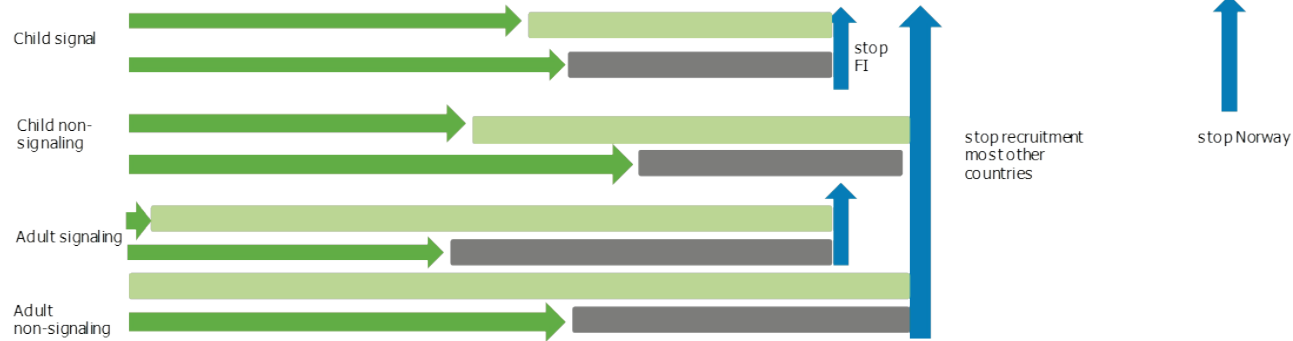 Child signal
stop
FI
Child non-
signaling
stop recruitment
most other
countries
stop Norway
Adult signaling
Adult
non-signaling